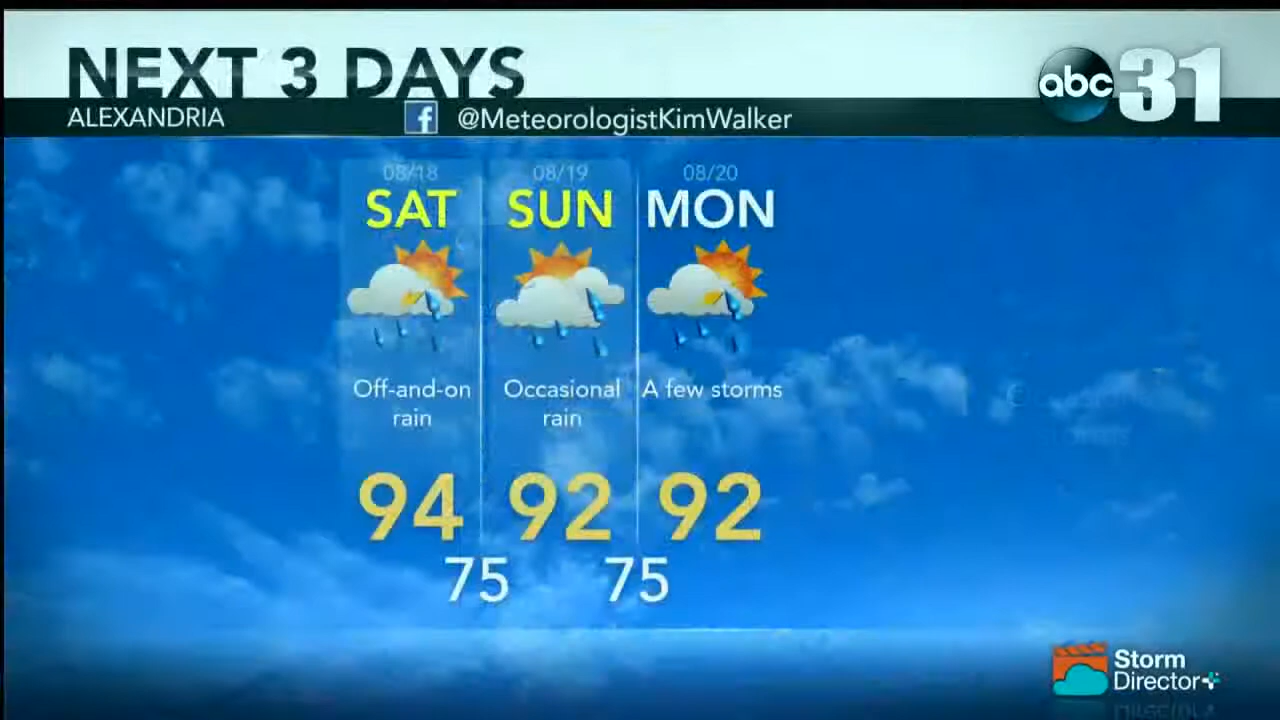 NEXT 3 DAYS
abc 31
ALEXANDRIA
f @MeteorologistKimWalker
08/18 08/19 08/20
SAT SUN MON
Off-and-on Occasional A few storms
rain rain
94 92 92
75 75
Storm
Director+